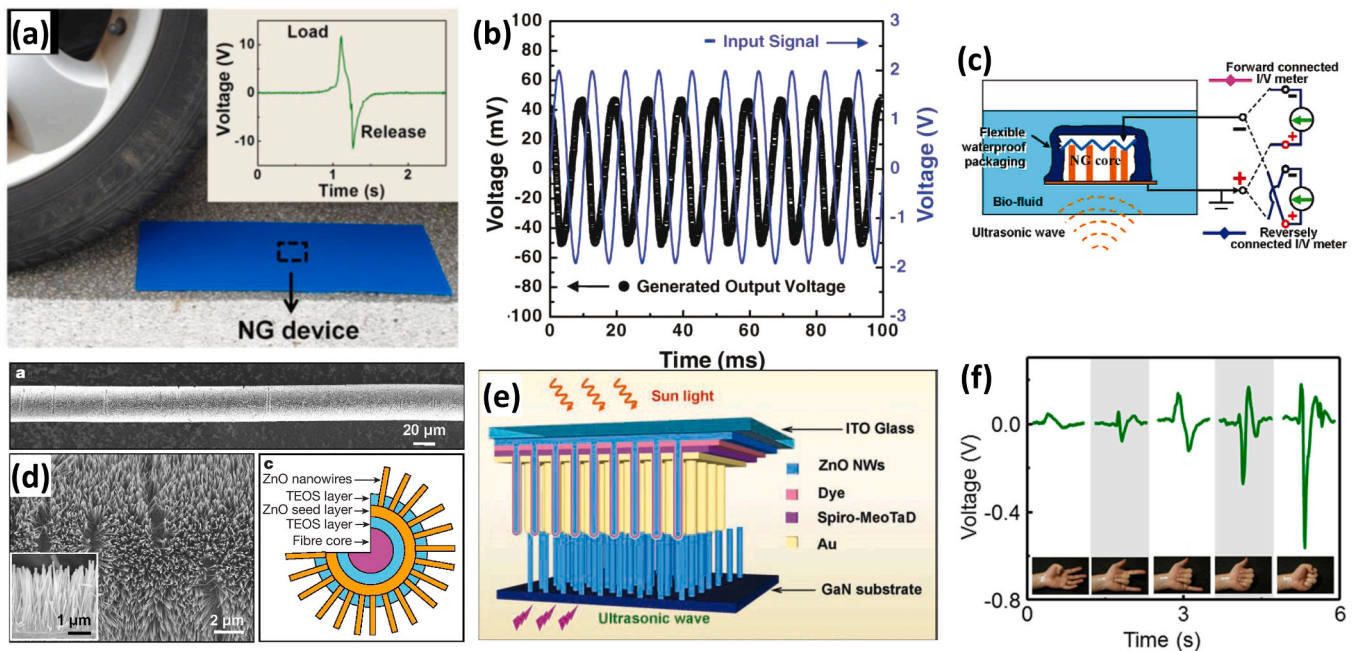 (a)
Load
Release
Voltage (V)
10
0
-10
0
1
2
Time (s)
NG device
(b)
Input Signal
Generated Output Voltage
Voltage (mV)
100
80
60
40
20
0
-20
-40
-60
-80
-100
Voltage (V)
3
2
1
0
-1
-2
-3
0 20 40 60 80 100
Time (ms)
(c)
Forward connected
I/V meter
Flexible
waterproof
packaging
NG core
Bio-fluid
Ultrasonic wave
Reversely
connected I/V meter
-
+
-
+
-
+
a
20 µm
(d)
1 µm
2 µm
c
ZnO nanowires
TEOS layer
ZnO seed layer
TEOS layer
Fibre core
(e)
Sun light
ITO Glass
ZnO NWs
Dye
Spiro-MeoTaD
Au
GaN substrate
Ultrasonic wave
(f)
Voltage (V)
0.0
-0.4
-0.8
0 3 6
Time (s)